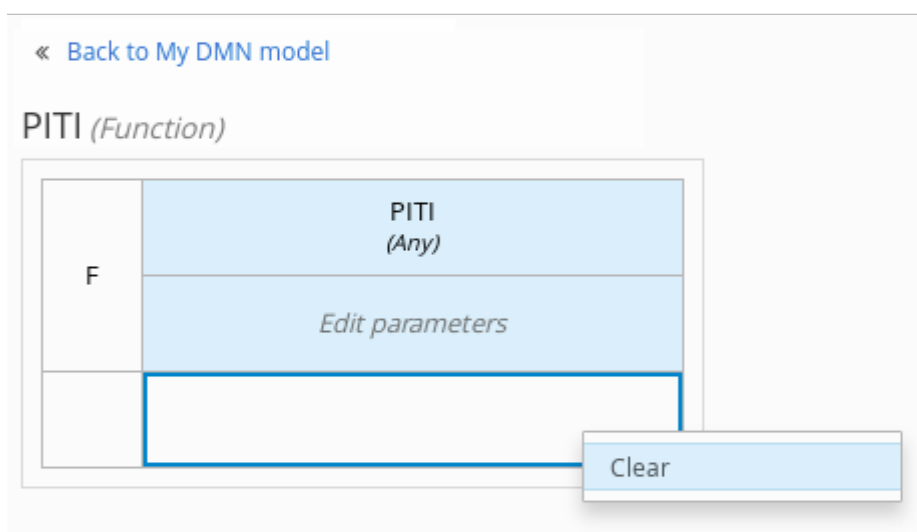 « Back to My DMN model
PITI (Function)
PITI
(Any)
F
Edit parameters
Clear